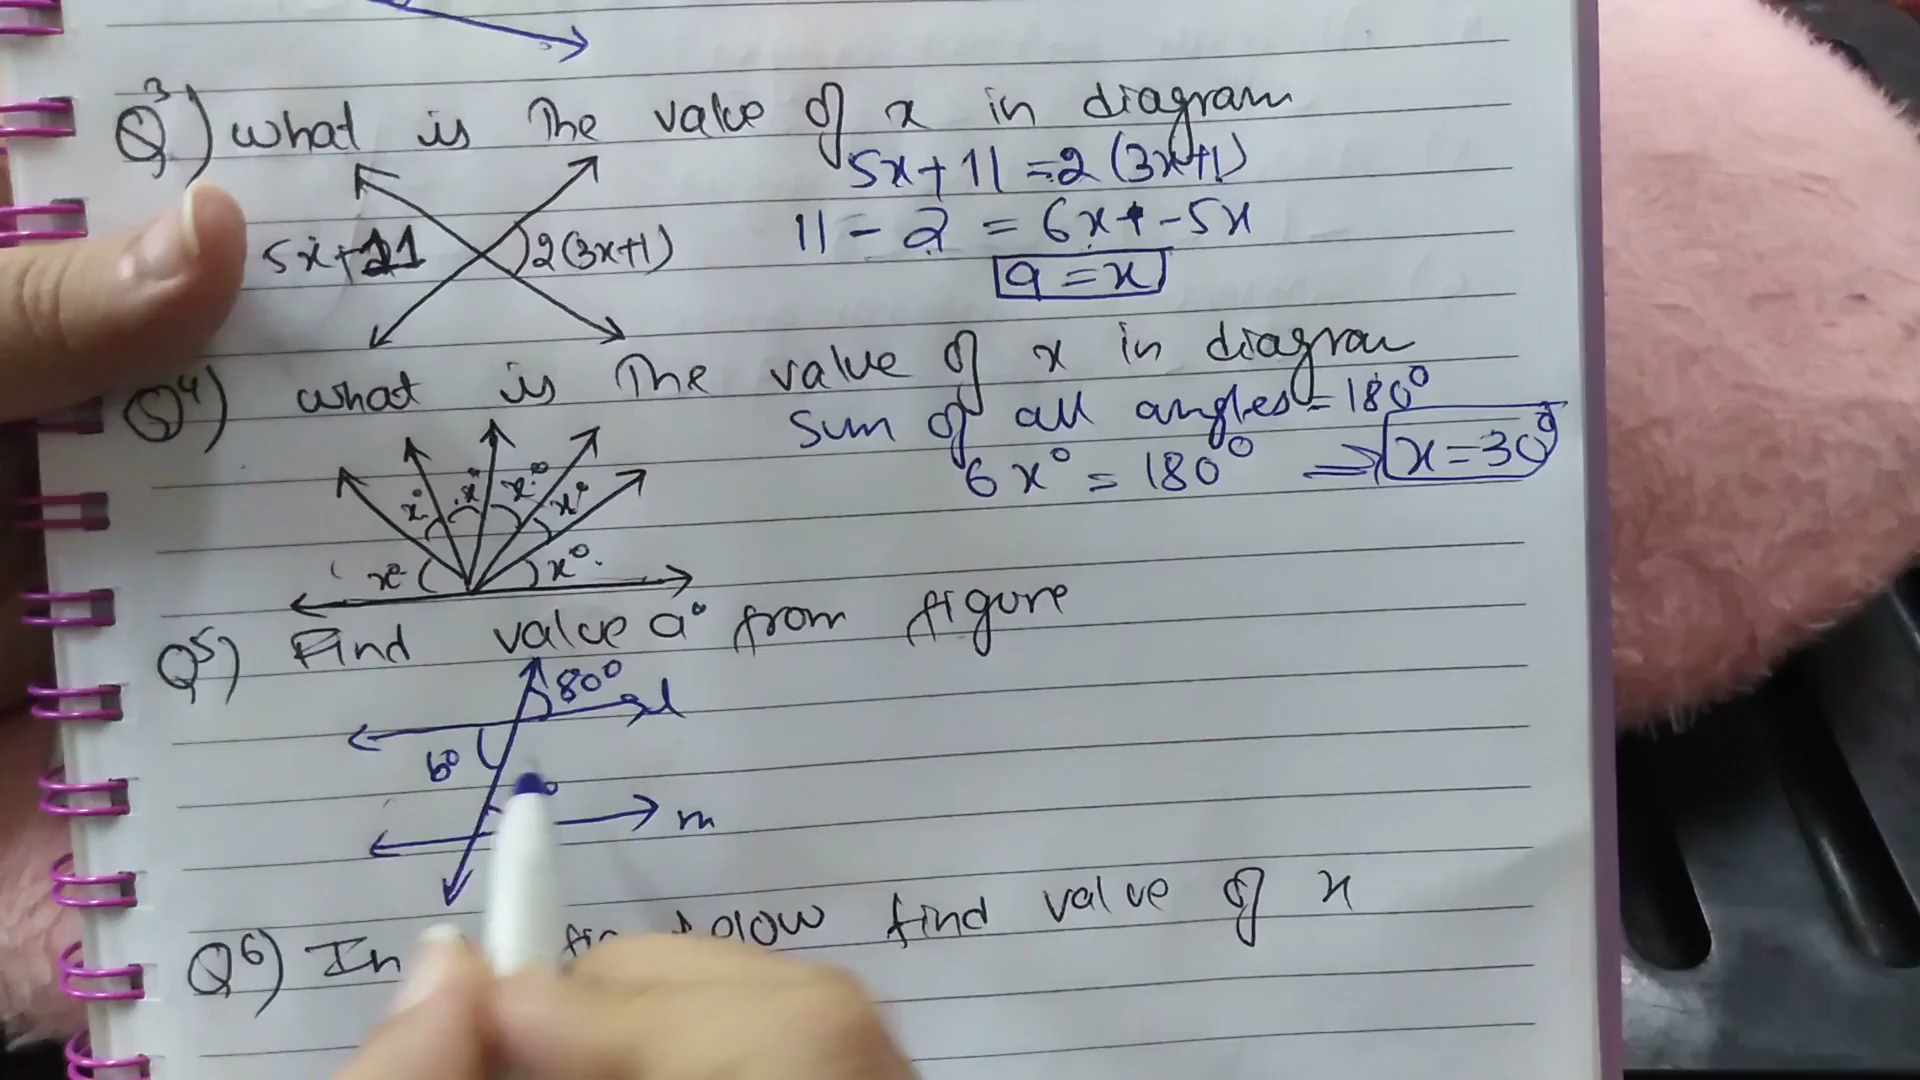 Q3) what is the value of x in diagram
5x+11 =2(3x+1)
11 - 2 = 6x + -5x
5x+11
2(3x+1)
9 = x
Q4) what is the value of x in diagram
Sum of all angles = 180°
6x° = 180° ⇒ x=30°
x° x° x° x°
x° x°
Q5) Find value a° from figure
80°
l
b°
m
Q6) In below find value of x